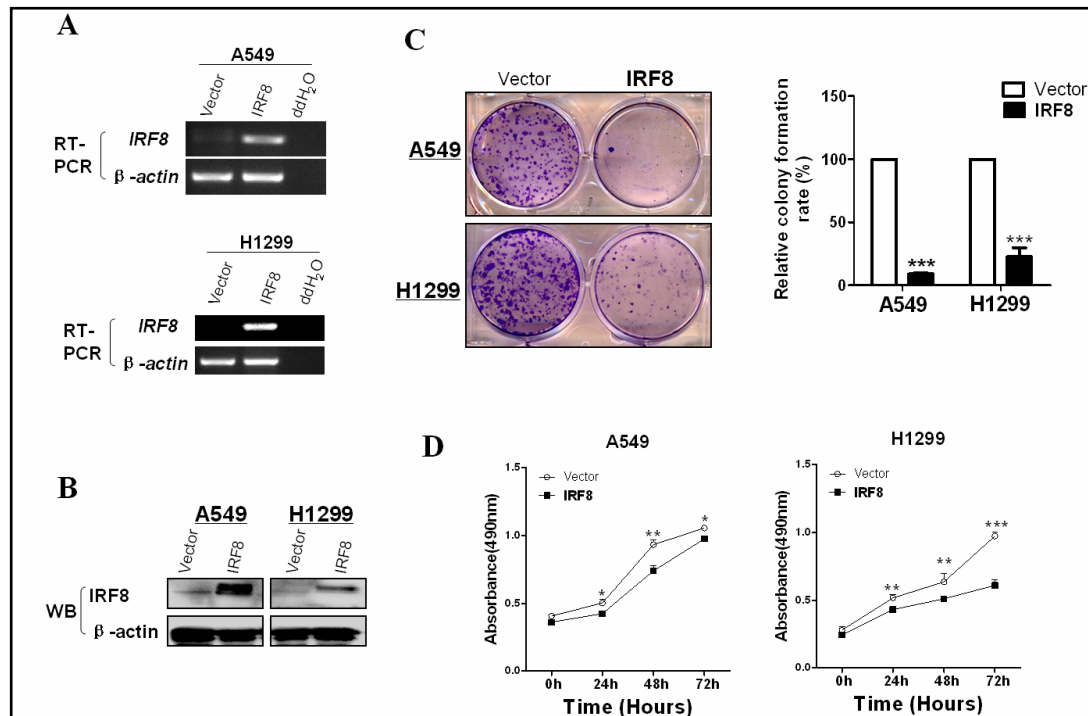 A
A549
Vector
IRF8
ddH₂O
RT-
PCR
IRF8
β -actin
H1299
Vector
IRF8
ddH₂O
RT-
PCR
IRF8
β -actin
B
A549
H1299
Vector
IRF8
Vector
IRF8
WB
IRF8
β -actin
C
Vector
IRF8
A549
H1299
Vector
IRF8
Relative colony formation
rate (%)
150
100
50
0
***
***
A549
H1299
D
A549
Vector
IRF8
Absorbance(490nm)
1.5
1.0
0.5
0.0
*
**
*
0h
24h
48h
72h
Time (Hours)
H1299
Vector
IRF8
Absorbance(490nm)
1.5
1.0
0.5
0.0
**
**
***
0h
24h
48h
72h
Time (Hours)